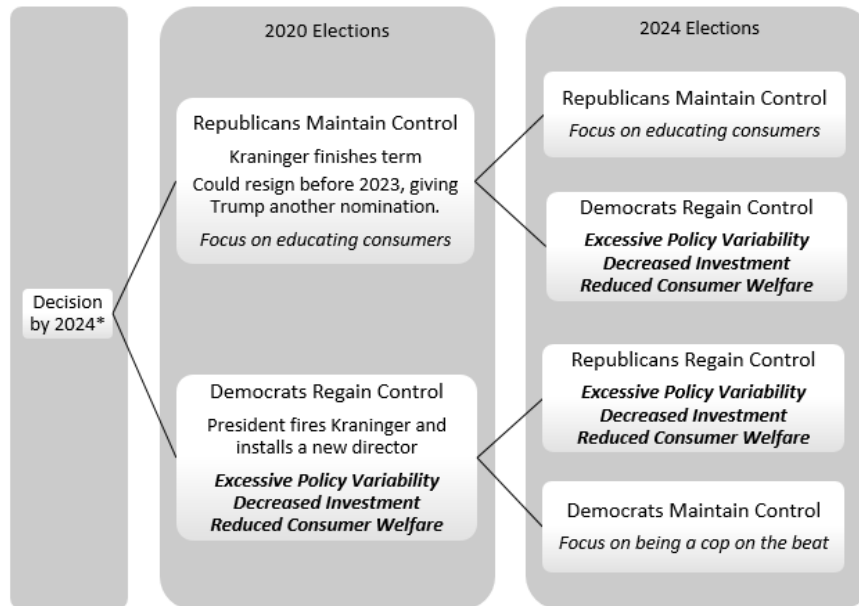 2020 Elections
2024 Elections
Republicans Maintain Control
Kraninger finishes term
Could resign before 2023, giving
Trump another nomination.
Focus on educating consumers
Republicans Maintain Control
Focus on educating consumers
Democrats Regain Control
Excessive Policy Variability
Decreased Investment
Reduced Consumer Welfare
Decision
by 2024*
Democrats Regain Control
President fires Kraninger and
installs a new director
Excessive Policy Variability
Decreased Investment
Reduced Consumer Welfare
Republicans Regain Control
Excessive Policy Variability
Decreased Investment
Reduced Consumer Welfare
Democrats Maintain Control
Focus on being a cop on the beat